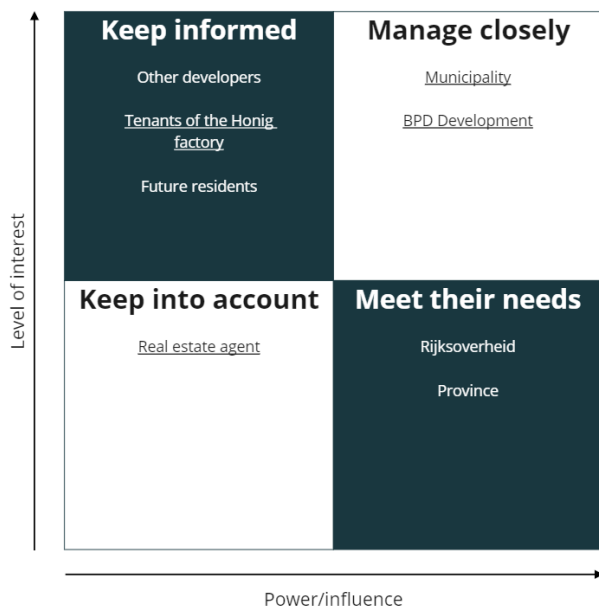 Keep informed
Other developers
Tenants of the Honig
factory
Future residents
Manage closely
Municipality
BPD Development
Keep into account
Real estate agent
Meet their needs
Rijksoverheid
Province
Level of interest
Power/influence